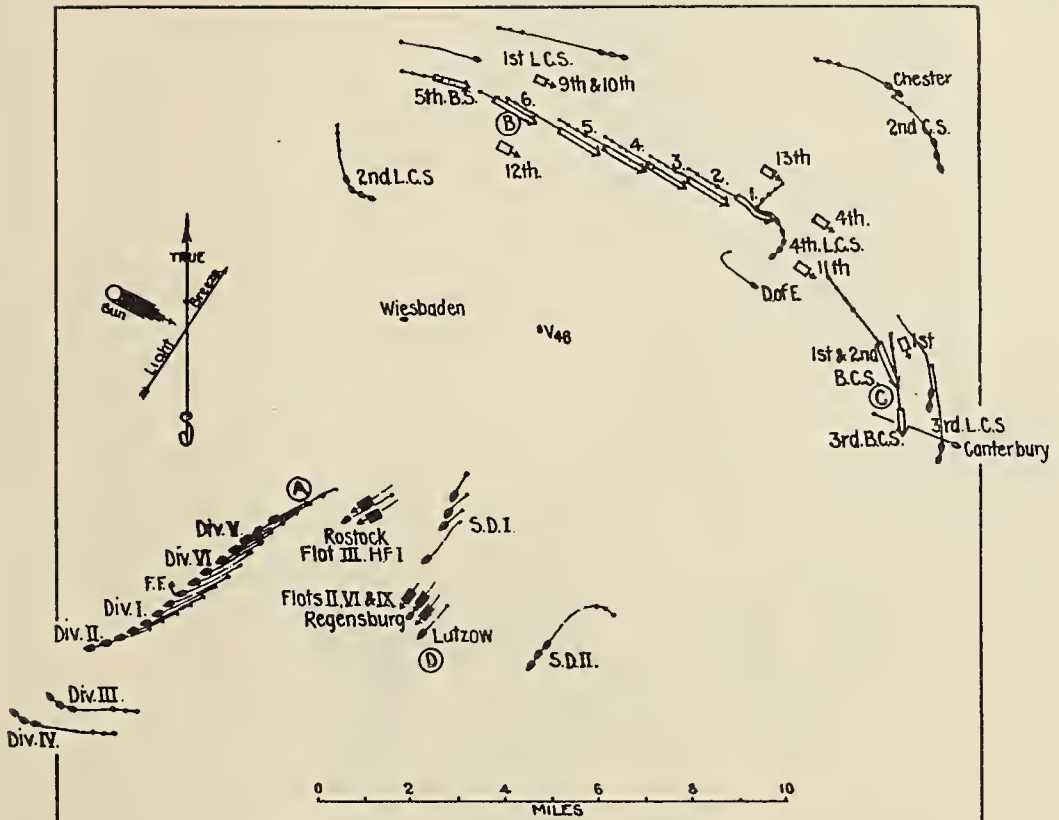 1st L.C.S.
5th. B.S.
9th & 10th
6.
B
12th.
5.
4.
3.
2.
1.
13th
Chester
2nd C.S.
2nd L.C.S
4th.
4th. L.C.S.
11th
D. of E.
TRUE
Breeze
Sun
Light
S
Wiesbaden
V48
1st & 2nd
B.C.S.
1st
C
3rd. B.C.S.
3rd. L.C.S
Canterbury
A
Div. V.
Div. VI
F.F.
Div. I.
Div. II.
Rostock
Flot III. H.F I
S.D.I.
Flots II, VI & IX
Regensburg
Lutzow
D
S.D.II.
Div. III.
Div. IV.
0 2 4 6 8 10
MILES